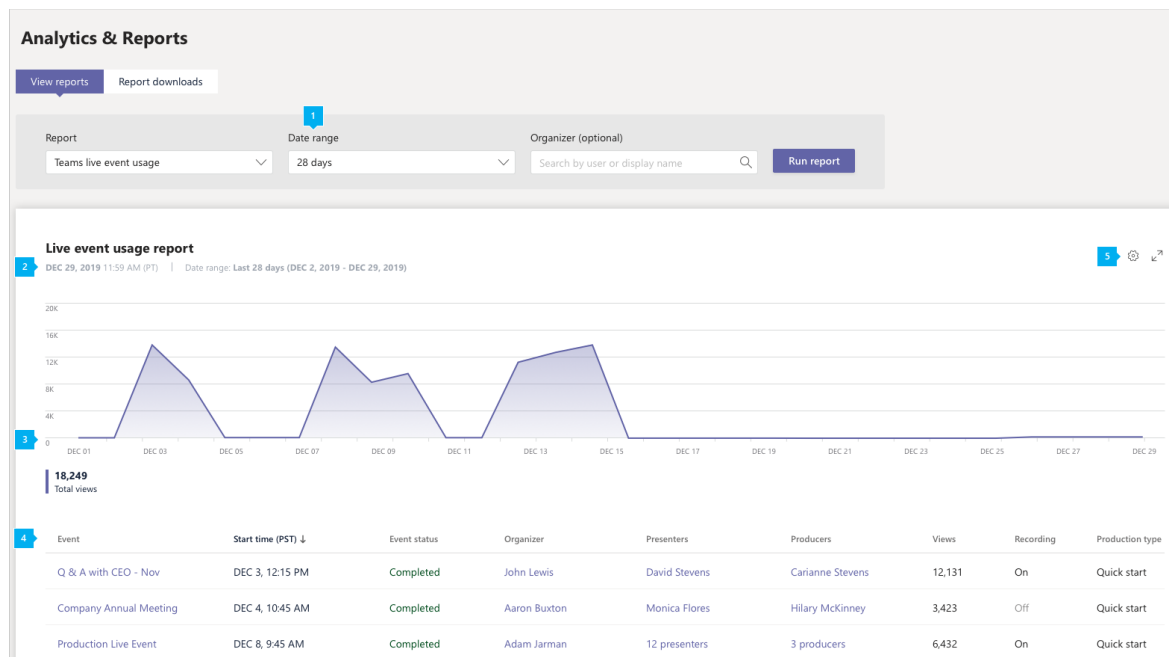 Analytics & Reports
View reports Report downloads
1
Report Date range Organizer (optional)
Teams live event usage 28 days Search by user or display name Run report
Live event usage report
5
2 DEC 29, 2019 11:59 AM (PT) | Date range: Last 28 days (DEC 2, 2019 - DEC 29, 2019)
20K
16K
12K
8K
4K
3 0
DEC 01 DEC 03 DEC 05 DEC 07 DEC 09 DEC 11 DEC 13 DEC 15 DEC 17 DEC 19 DEC 21 DEC 23 DEC 25 DEC 27 DEC 29
18,249
Total views
4 Event Start time (PST) ↓ Event status Organizer Presenters Producers Views Recording Production type
Q & A with CEO - Nov DEC 3, 12:15 PM Completed John Lewis David Stevens Carianne Stevens 12,131 On Quick start
Company Annual Meeting DEC 4, 10:45 AM Completed Aaron Buxton Monica Flores Hilary McKinney 3,423 Off Quick start
Production Live Event DEC 8, 9:45 AM Completed Adam Jarman 12 presenters 3 producers 6,432 On Quick start